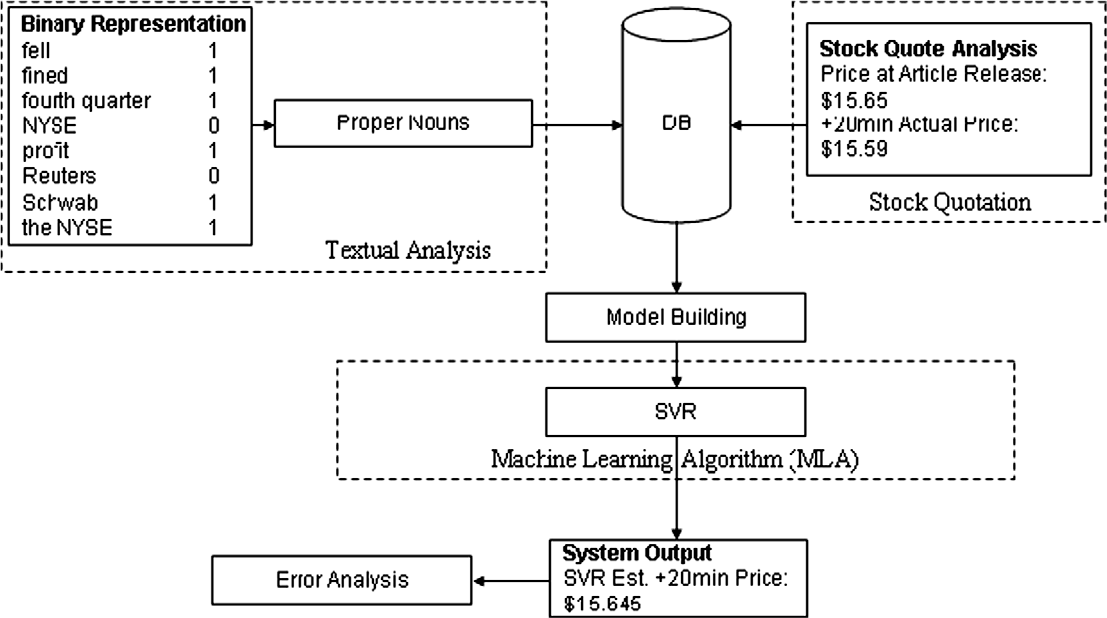 Binary Representation
fell 1
fined 1
fourth quarter 1
NYSE 0
profit 1
Reuters 0
Schwab 1
the NYSE 1
Proper Nouns
Textual Analysis
DB
Stock Quote Analysis
Price at Article Release:
$15.65
+20min Actual Price:
$15.59
Stock Quotation
Model Building
SVR
Machine Learning Algorithm (MLA)
System Output
SVR Est. +20min Price:
$15.645
Error Analysis